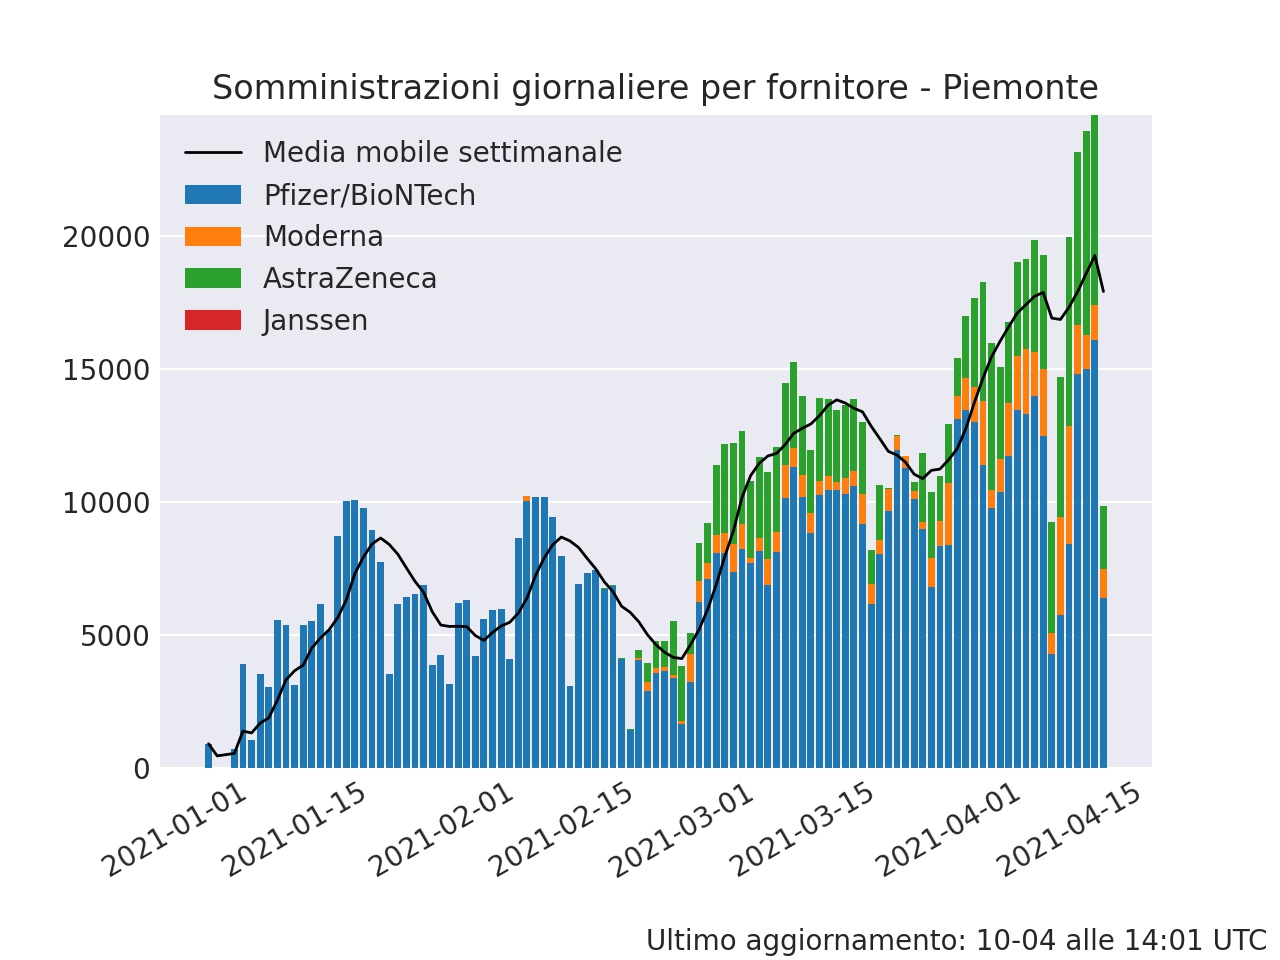 Somministrazioni giornaliere per fornitore - Piemonte
Media mobile settimanale
Pfizer/BioNTech
Moderna
AstraZeneca
Janssen
20000
15000
10000
5000
0
2021-01-01
2021-01-15
2021-02-01
2021-02-15
2021-03-01
2021-03-15
2021-04-01
2021-04-15
Ultimo aggiornamento: 10-04 alle 14:01 UTC